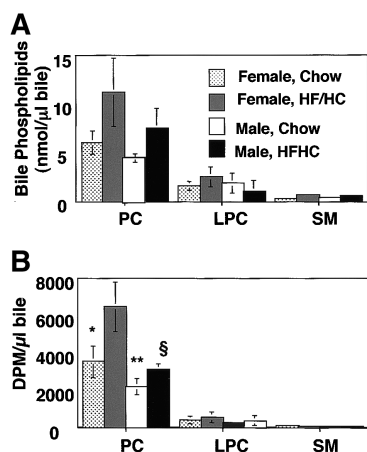 A
Bile Phospholipids
(nmol/µl bile)
15
10
5
0
Female, Chow
Female, HF/HC
Male, Chow
Male, HFHC
PC LPC SM
B
DPM/µl bile
8000
6000
4000
2000
0
* ** §
PC LPC SM